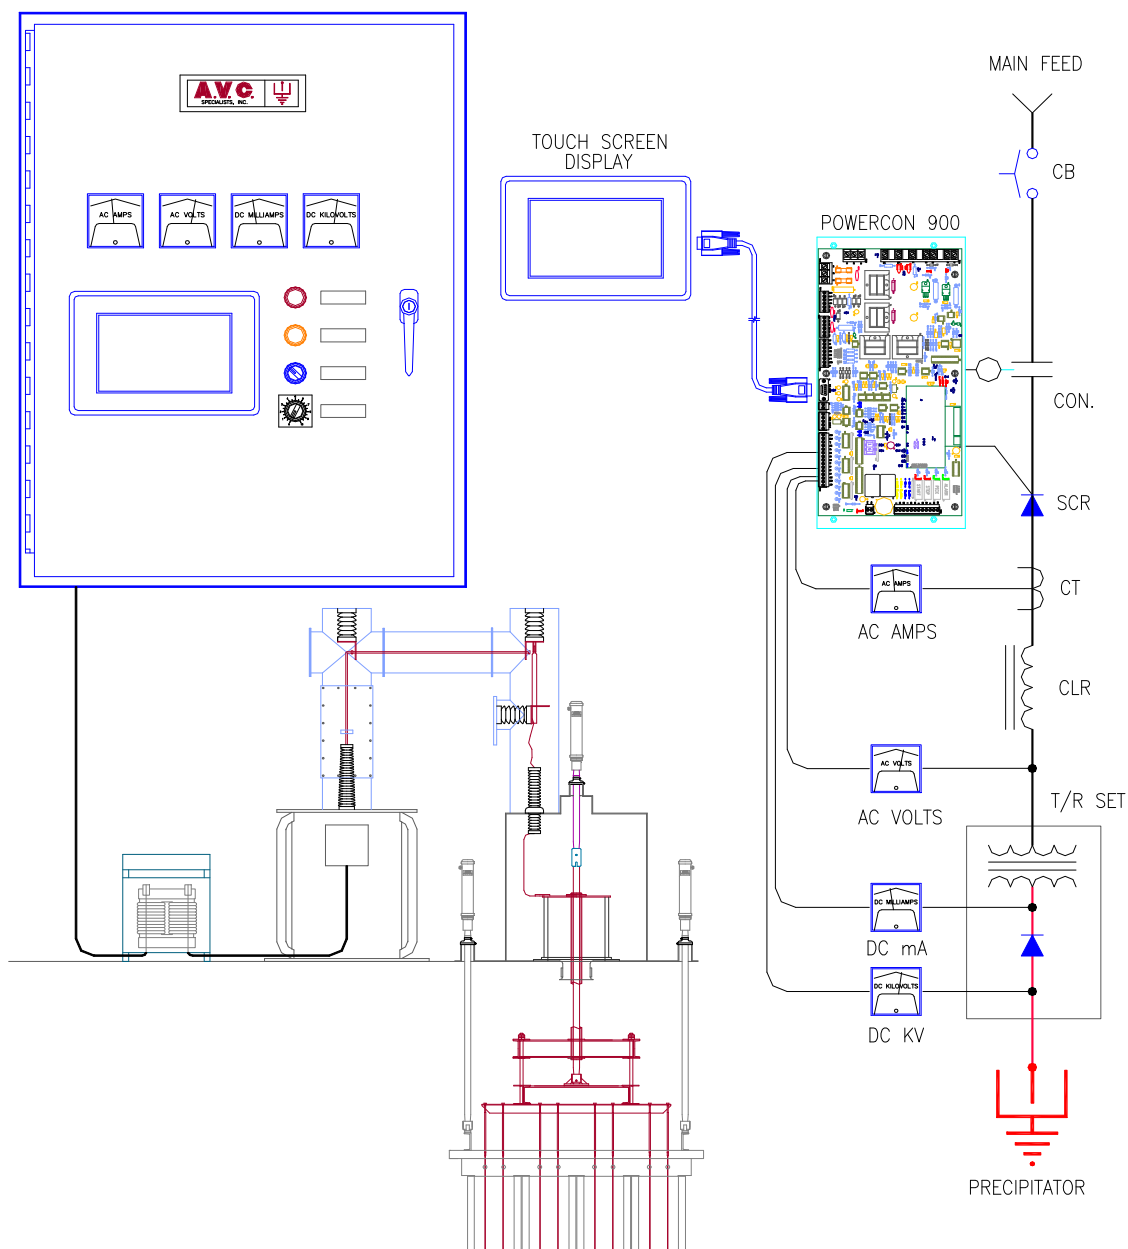 A.V.C.
SPECIALISTS, INC.
AC AMPS
AC VOLTS
DC MILLIAMPS
DC KILOVOLTS
TOUCH SCREEN
DISPLAY
POWERCON 900
MAIN FEED
CB
CON.
SCR
CT
AC AMPS
AC AMPS
CLR
AC VOLTS
AC VOLTS
T/R SET
DC MILLIAMPS
DC mA
DC KILOVOLTS
DC KV
PRECIPITATOR